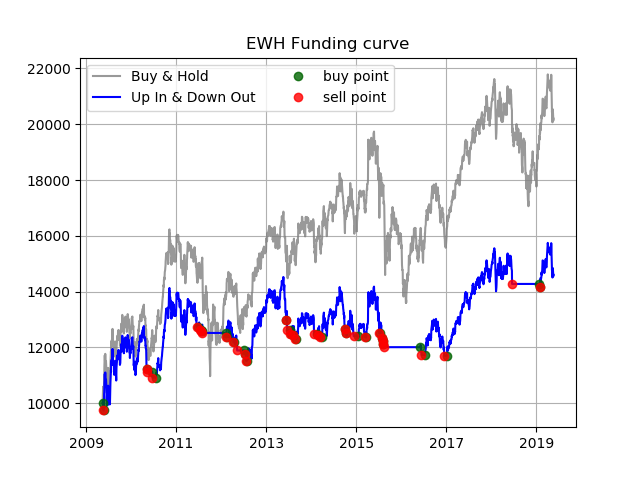 EWH Funding curve
22000
20000
18000
16000
14000
12000
10000
Buy & Hold
Up In & Down Out
buy point
sell point
2009 2011 2013 2015 2017 2019